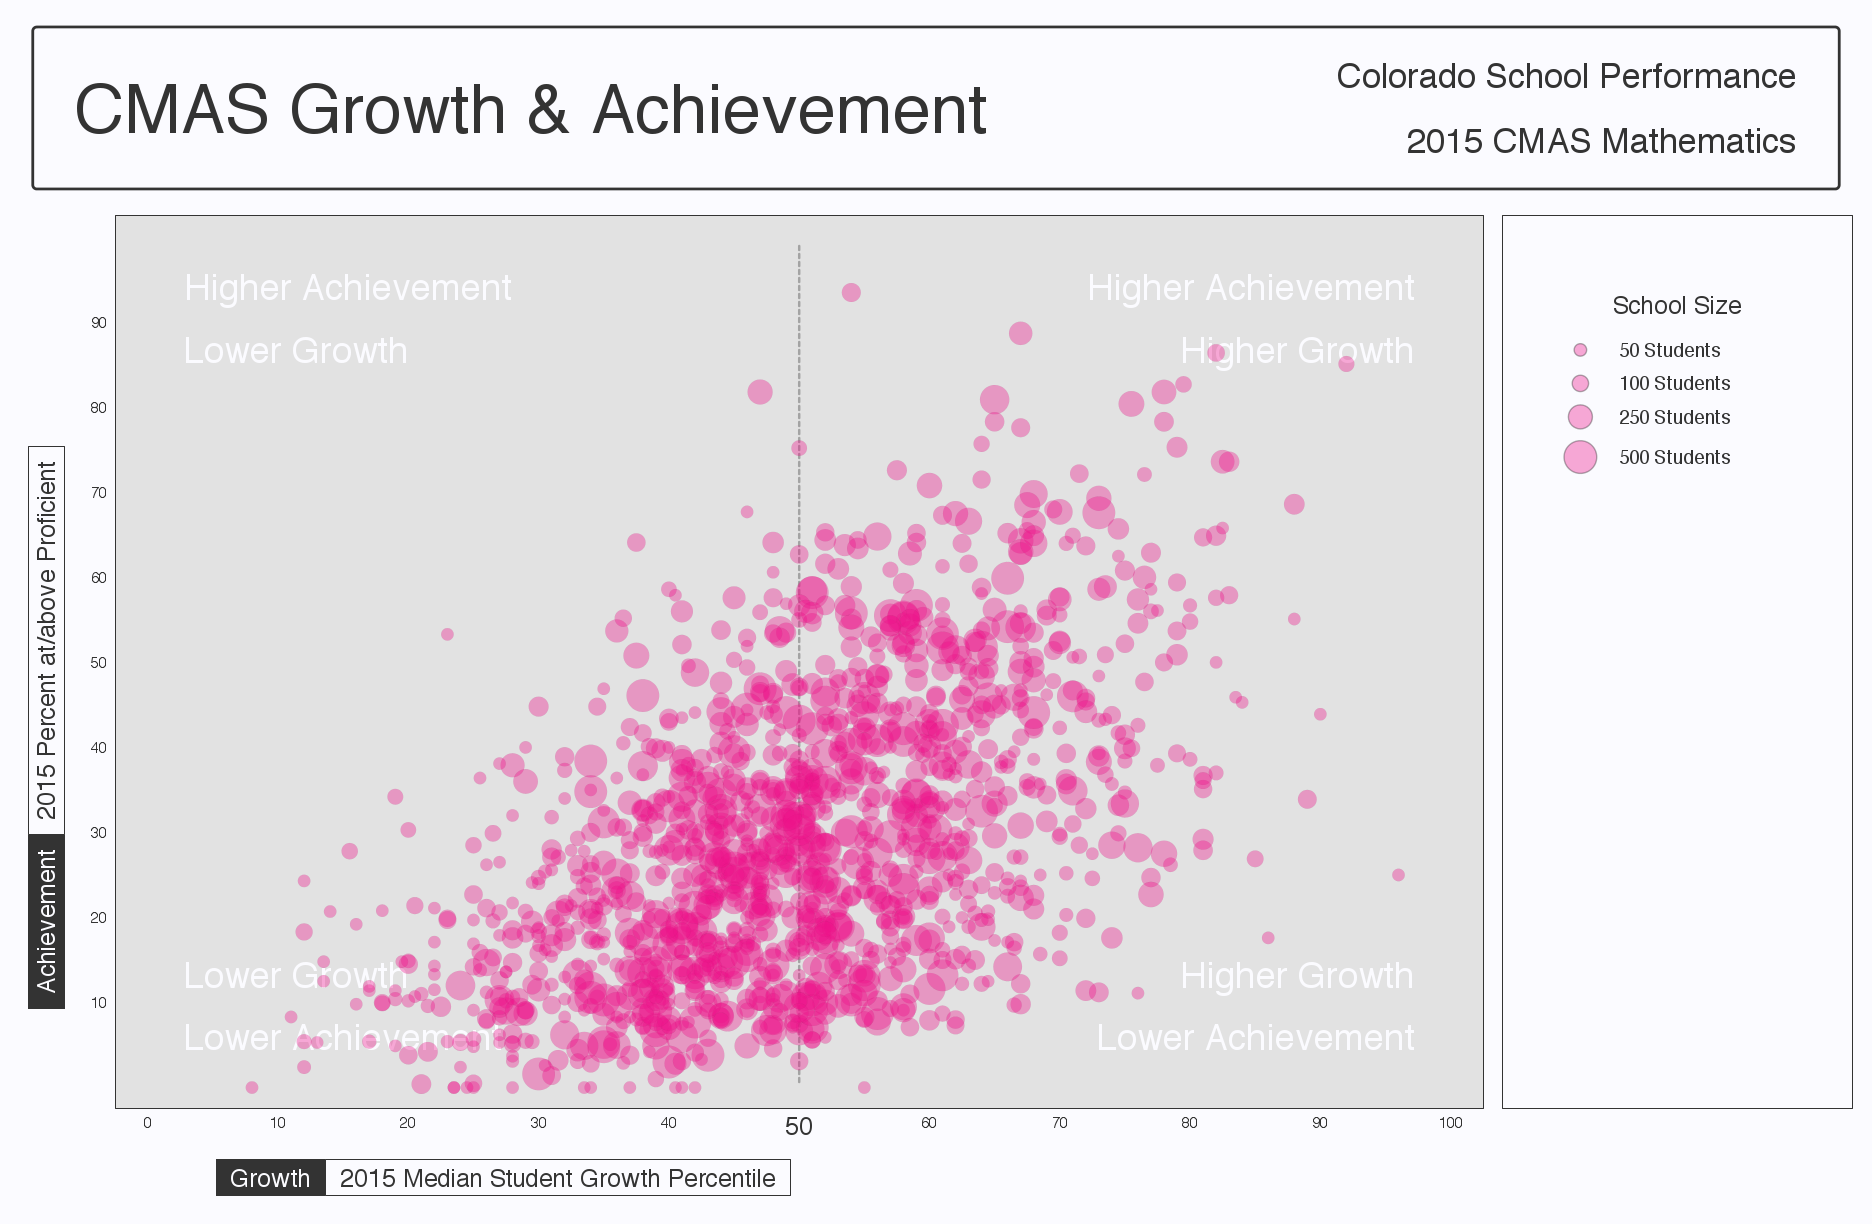 CMAS Growth & Achievement
Colorado School Performance
2015 CMAS Mathematics
Higher Achievement
Lower Growth
Higher Achievement
Higher Growth
Lower Growth
Lower Achievement
Higher Growth
Lower Achievement
90
80
70
60
50
40
30
20
10
Achievement 2015 Percent at/above Proficient
0 10 20 30 40 50 60 70 80 90 100
Growth 2015 Median Student Growth Percentile
School Size
50 Students
100 Students
250 Students
500 Students